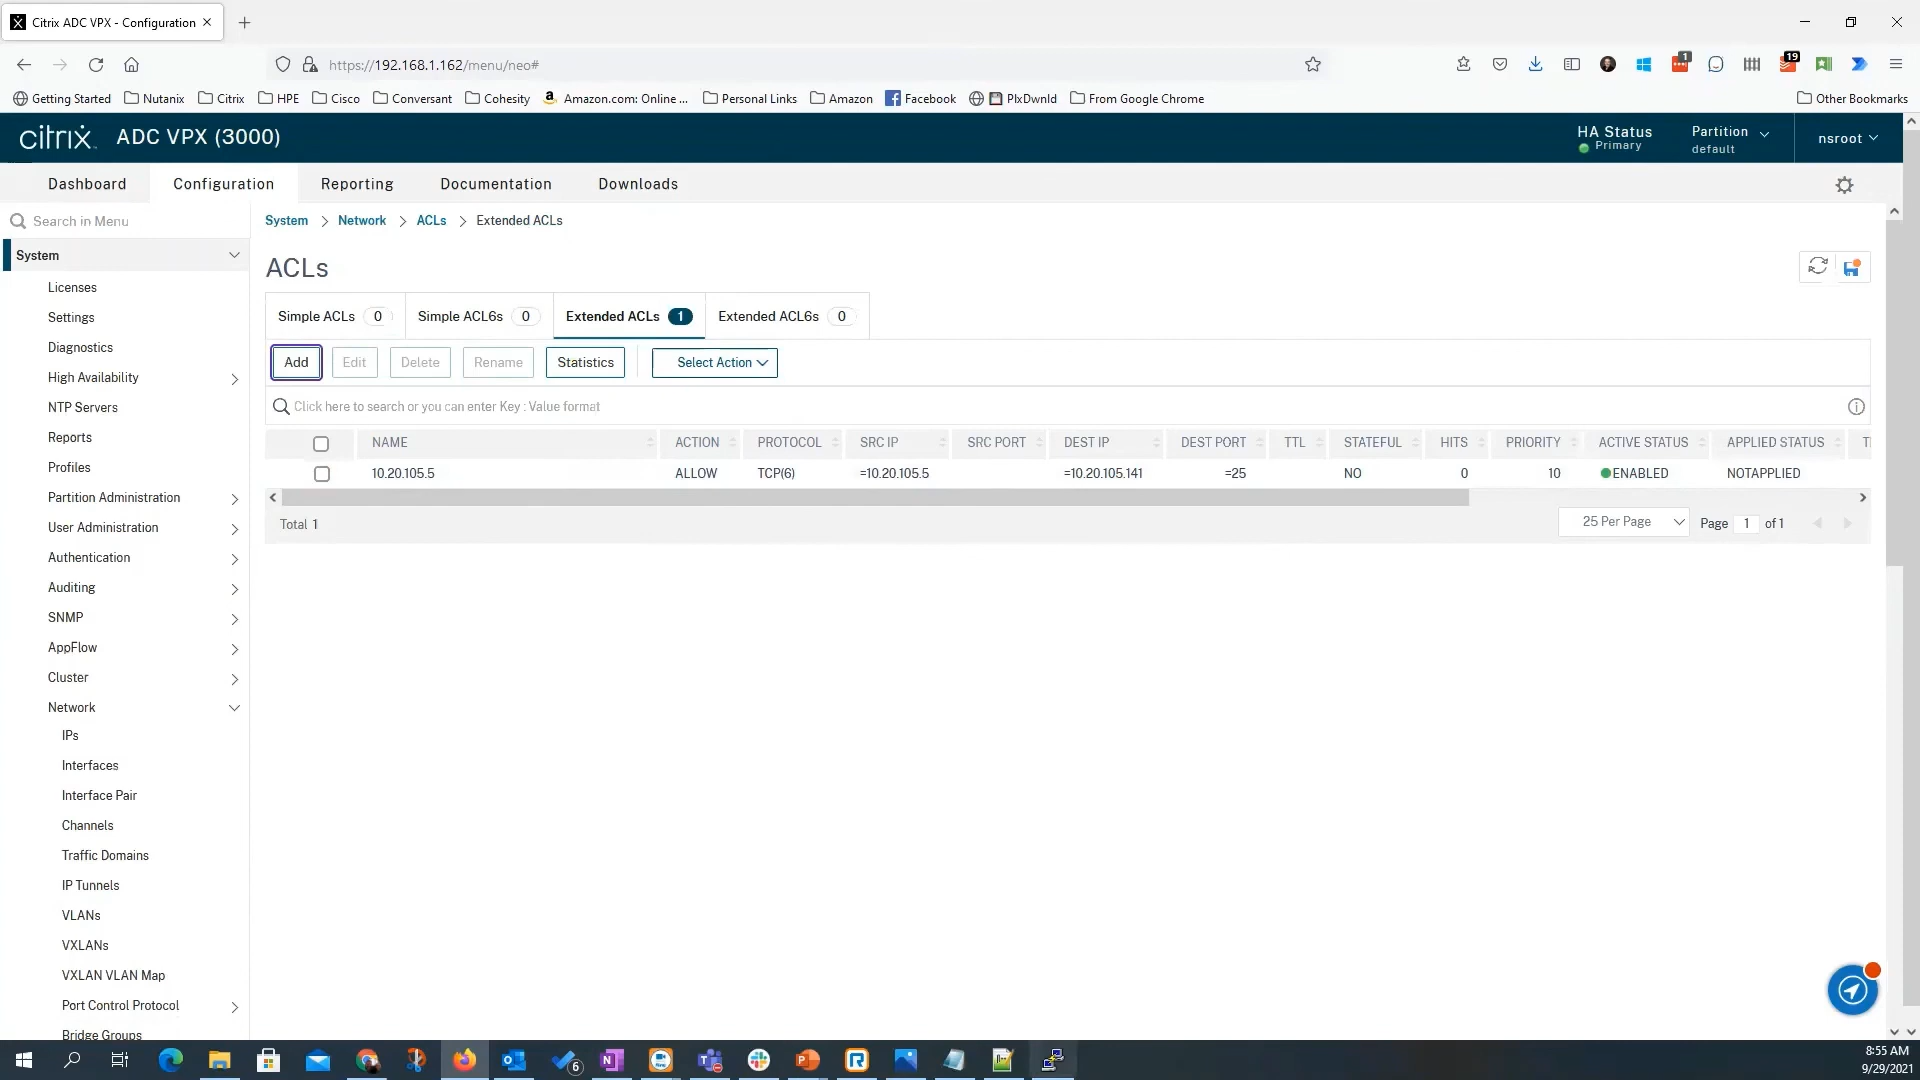 Citrix ADC VPX - Configuration
https://192.168.1.162/menu/neo#
1
19
Getting Started
Nutanix
Citrix
HPE
Cisco
Conversant
Cohesity
Amazon.com: Online ...
Personal Links
Amazon
Facebook
PlxDwnld
From Google Chrome
Other Bookmarks
citrix ADC VPX (3000)
HA Status
Primary
Partition
default
nsroot
Dashboard
Configuration
Reporting
Documentation
Downloads
Search in Menu
System
Licenses
Settings
Diagnostics
High Availability
NTP Servers
Reports
Profiles
Partition Administration
User Administration
Authentication
Auditing
SNMP
AppFlow
Cluster
Network
IPs
Interfaces
Interface Pair
Channels
Traffic Domains
IP Tunnels
VLANs
VXLANs
VXLAN VLAN Map
Port Control Protocol
Bridge Groups
System > Network > ACLs > Extended ACLs
ACLs
Simple ACLs 0
Simple ACL6s 0
Extended ACLs 1
Extended ACL6s 0
Add
Edit
Delete
Rename
Statistics
Select Action
Click here to search or you can enter Key : Value format
NAME ACTION PROTOCOL SRC IP SRC PORT DEST IP DEST PORT TTL STATEFUL HITS PRIORITY ACTIVE STATUS APPLIED STATUS
10.20.105.5 ALLOW TCP(6) =10.20.105.5 =10.20.105.141 =25 NO 0 10 ENABLED NOTAPPLIED
Total 1
25 Per Page
Page 1 of 1
6
8:55 AM
9/29/2021